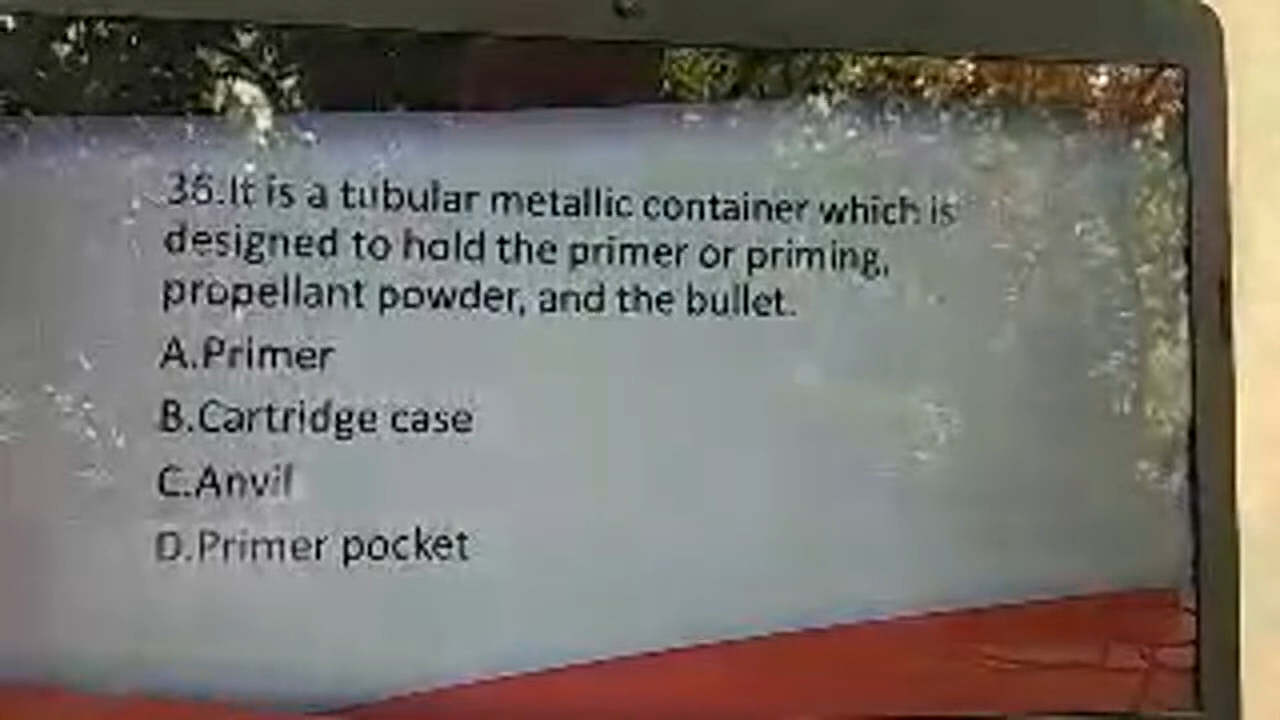 36.It is a tubular metallic container which is
designed to hold the primer or priming,
propellant powder, and the bullet.
A.Primer
B.Cartridge case
C.Anvil
D.Primer pocket